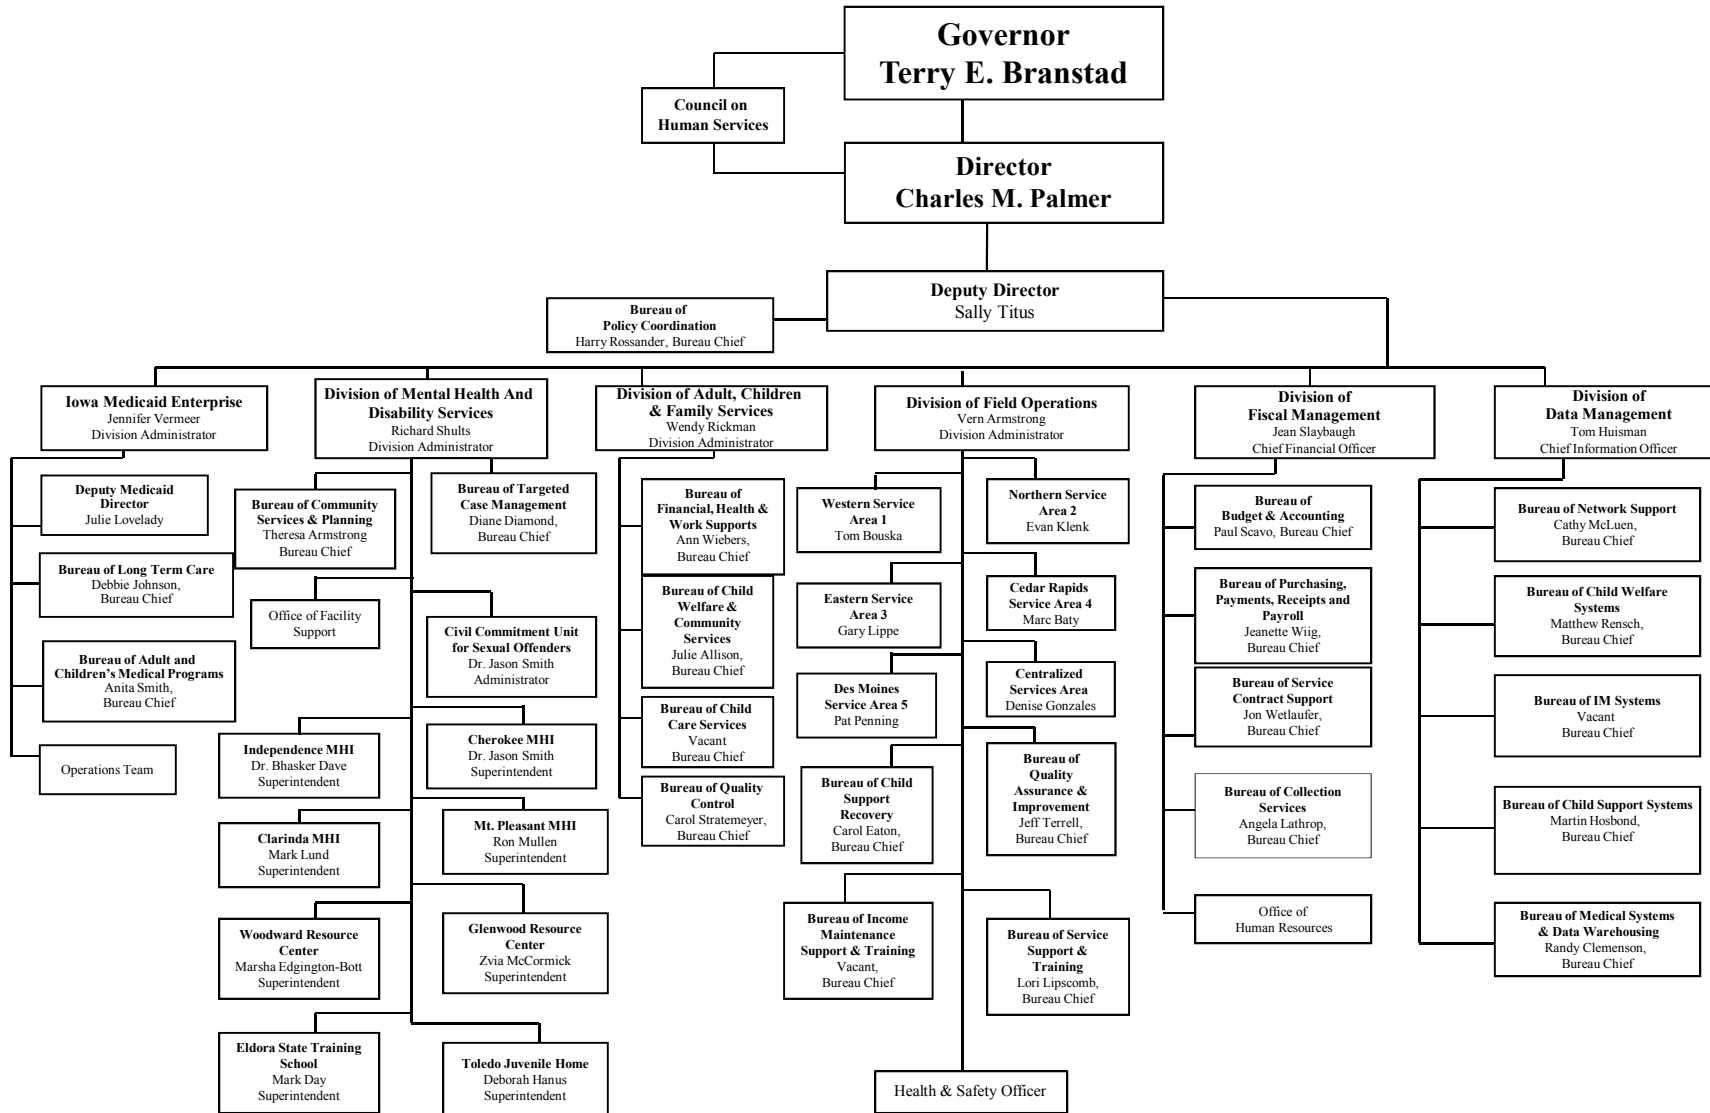 Governor
Terry E. Branstad
Council on
Human Services
Director
Charles M. Palmer
Deputy Director
Sally Titus
Bureau of
Policy Coordination
Harry Rossander, Bureau Chief
Iowa Medicaid Enterprise
Jennifer Vermeer
Division Administrator
Deputy Medicaid
Director
Julie Lovelady
Bureau of Long Term Care
Debbie Johnson,
Bureau Chief
Bureau of Adult and
Children's Medical Programs
Anita Smith,
Bureau Chief
Operations Team
Division of Mental Health And
Disability Services
Richard Shults
Division Administrator
Bureau of Community
Services & Planning
Theresa Armstrong
Bureau Chief
Bureau of Targeted
Case Management
Diane Diamond,
Bureau Chief
Office of Facility
Support
Civil Commitment Unit
for Sexual Offenders
Dr. Jason Smith
Administrator
Independence MHI
Dr. Bhasker Dave
Superintendent
Cherokee MHI
Dr. Jason Smith
Superintendent
Clarinda MHI
Mark Lund
Superintendent
Mt. Pleasant MHI
Ron Mullen
Superintendent
Woodward Resource
Center
Marsha Edgington-Bott
Superintendent
Glenwood Resource
Center
Zvia McCormick
Superintendent
Eldora State Training
School
Mark Day
Superintendent
Toledo Juvenile Home
Deborah Hanus
Superintendent
Division of Adult, Children
& Family Services
Wendy Rickman
Division Administrator
Bureau of
Financial, Health &
Work Supports
Ann Wiebers,
Bureau Chief
Bureau of Child
Welfare &
Community
Services
Julie Allison,
Bureau Chief
Bureau of Child
Care Services
Vacant
Bureau Chief
Bureau of Quality
Control
Carol Stratemeyer,
Bureau Chief
Division of Field Operations
Vern Armstrong
Division Administrator
Western Service
Area 1
Tom Bouska
Northern Service
Area 2
Evan Klenk
Eastern Service
Area 3
Gary Lippe
Cedar Rapids
Service Area 4
Marc Baty
Des Moines
Service Area 5
Pat Penning
Centralized
Services Area
Denise Gonzales
Bureau of Child
Support
Recovery
Carol Eaton,
Bureau Chief
Bureau of
Quality
Assurance &
Improvement
Jeff Terrell,
Bureau Chief
Bureau of Income
Maintenance
Support & Training
Vacant,
Bureau Chief
Bureau of Service
Support &
Training
Lori Lipscomb,
Bureau Chief
Health & Safety Officer
Division of
Fiscal Management
Jean Slaybaugh
Chief Financial Officer
Bureau of
Budget & Accounting
Paul Scavo, Bureau Chief
Bureau of Purchasing,
Payments, Receipts and
Payroll
Jeanette Wiig,
Bureau Chief
Bureau of Service
Contract Support
Jon Wetlaufer,
Bureau Chief
Bureau of Collection
Services
Angela Lathrop,
Bureau Chief
Office of
Human Resources
Division of
Data Management
Tom Huisman
Chief Information Officer
Bureau of Network Support
Cathy McLuen,
Bureau Chief
Bureau of Child Welfare
Systems
Matthew Rensch,
Bureau Chief
Bureau of IM Systems
Vacant
Bureau Chief
Bureau of Child Support Systems
Martin Hosbond,
Bureau Chief
Bureau of Medical Systems
& Data Warehousing
Randy Clemenson,
Bureau Chief